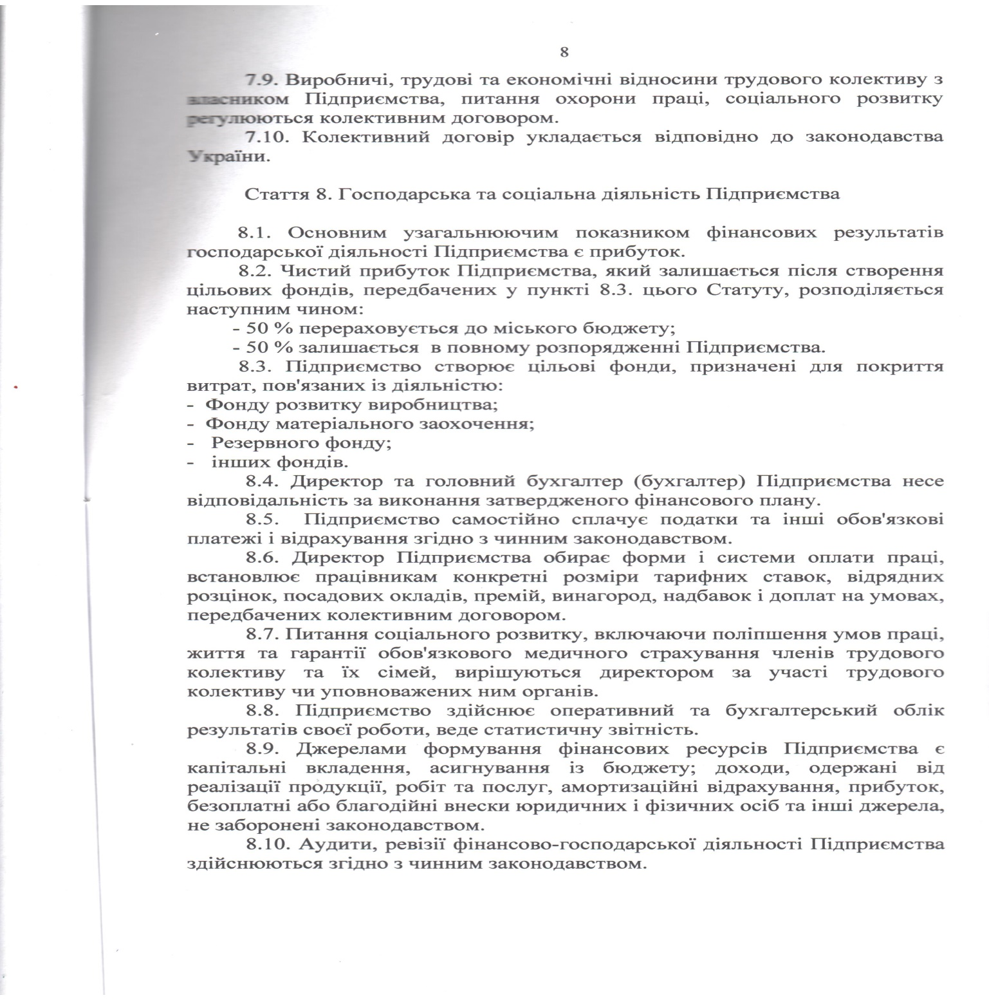 8
7.9. Виробничі, трудові та економічні відносини трудового колективу з
власником Підприємства, питання охорони праці, соціального розвитку
регулюються колективним договором.
7.10. Колективний договір укладається відповідно до законодавства
України.
Стаття 8. Господарська та соціальна діяльність Підприємства
8.1. Основним узагальнюючим показником фінансових результатів
господарської діяльності Підприємства є прибуток.
8.2. Чистий прибуток Підприємства, який залишається після створення
цільових фондів, передбачених у пункті 8.3. цього Статуту, розподіляється
наступним чином:
- 50 % перераховується до міського бюджету;
- 50 % залишається в повному розпорядженні Підприємства.
8.3. Підприємство створює цільові фонди, призначені для покриття
витрат, пов'язаних із діяльністю:
- Фонду розвитку виробництва;
- Фонду матеріального заохочення;
- Резервного фонду;
- інших фондів.
8.4. Директор та головний бухгалтер (бухгалтер) Підприємства несе
відповідальність за виконання затвердженого фінансового плану.
8.5. Підприємство самостійно сплачує податки та інші обов'язкові
платежі і відрахування згідно з чинним законодавством.
8.6. Директор Підприємства обирає форми і системи оплати праці,
встановлює працівникам конкретні розміри тарифних ставок, відрядних
розцінок, посадових окладів, премій, винагород, надбавок і доплат на умовах,
передбачених колективним договором.
8.7. Питання соціального розвитку, включаючи поліпшення умов праці,
життя та гарантії обов'язкового медичного страхування членів трудового
колективу та їх сімей, вирішуються директором за участі трудового
колективу чи уповноважених ним органів.
8.8. Підприємство здійснює оперативний та бухгалтерський облік
результатів своєї роботи, веде статистичну звітність.
8.9. Джерелами формування фінансових ресурсів Підприємства є
капітальні вкладення, асигнування із бюджету; доходи, одержані від
реалізації продукції, робіт та послуг, амортизаційні відрахування, прибуток,
безоплатні або благодійні внески юридичних і фізичних осіб та інші джерела,
не заборонені законодавством.
8.10. Аудити, ревізії фінансово-господарської діяльності Підприємства
здійснюються згідно з чинним законодавством.